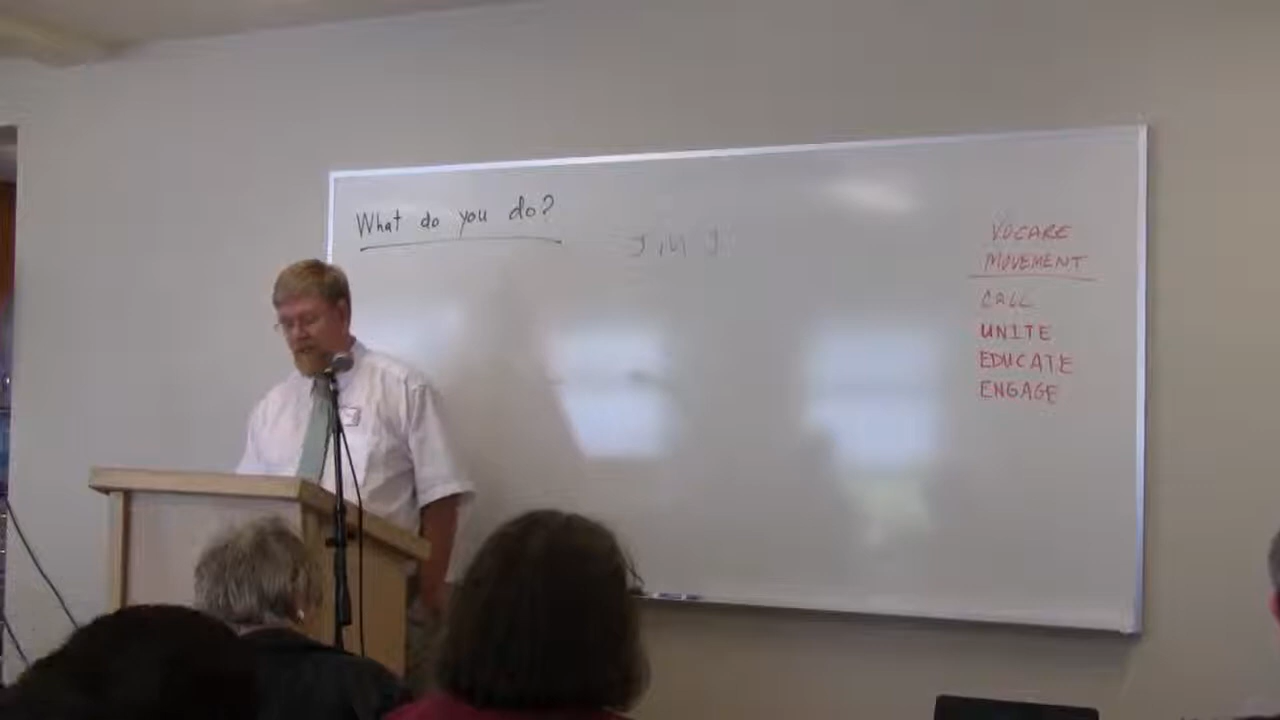 What do you do?
VOCARE
MOVEMENT
CALL
UNITE
EDUCATE
ENGAGE